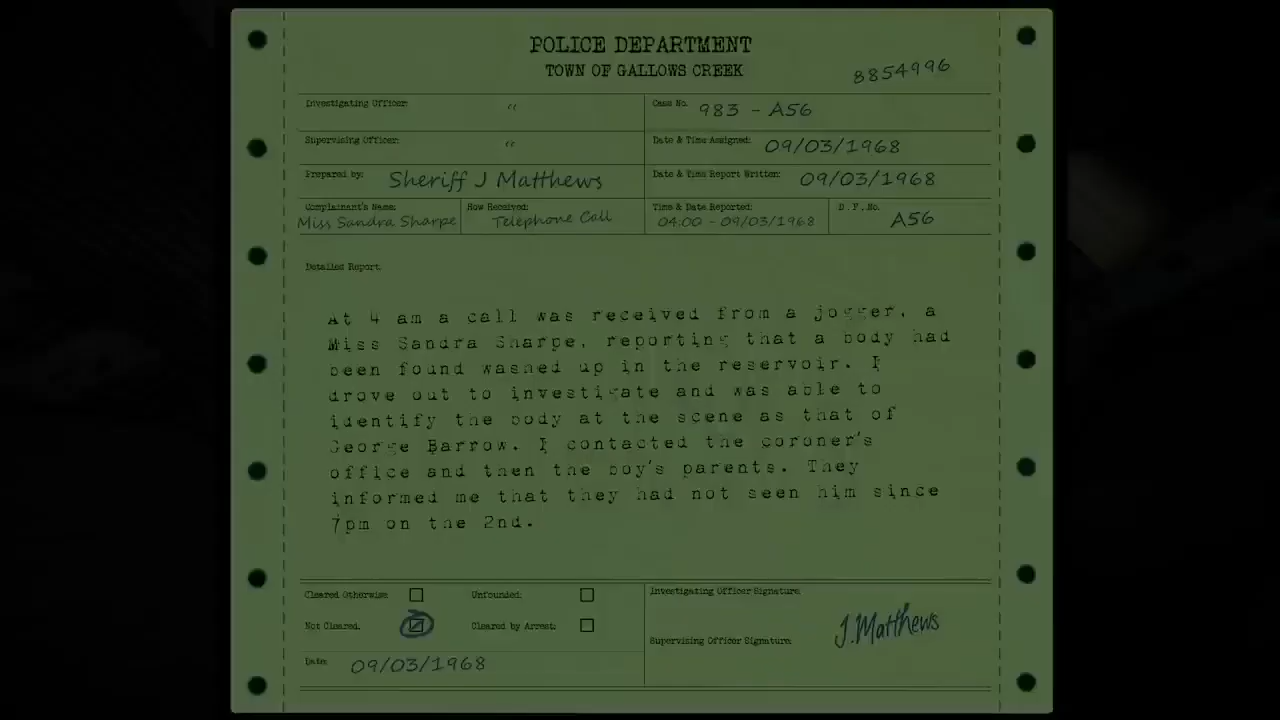 POLICE DEPARTMENT
TOWN OF GALLOWS CREEK
8854996
Investigating Officer: "
Case No. 983 - A56
Supervising Officer: "
Date & Time Assigned: 09/03/1968
Prepared by: Sheriff J Matthews
Date & Time Report Written: 09/03/1968
Complainant's Name: Miss Sandra Sharpe
How Received: Telephone Call
Time & Date Reported: 04:00 - 09/03/1968
D.F.No. A56
Detailed Report.
At 4 am a call was received from a jogger, a
Miss Sandra Sharpe, reporting that a body had
been found washed up in the reservoir. I
drove out to investigate and was able to
identify the body at the scene as that of
George Barrow. I contacted the coroner's
office and then the boy's parents. They
informed me that they had not seen him since
7pm on the 2nd.
Cleared Otherwise
Unfounded:
Investigating Officer Signature:
Not Cleared.
Cleared by Arrest:
Supervising Officer Signature: J.Matthews
Date: 09/03/1968